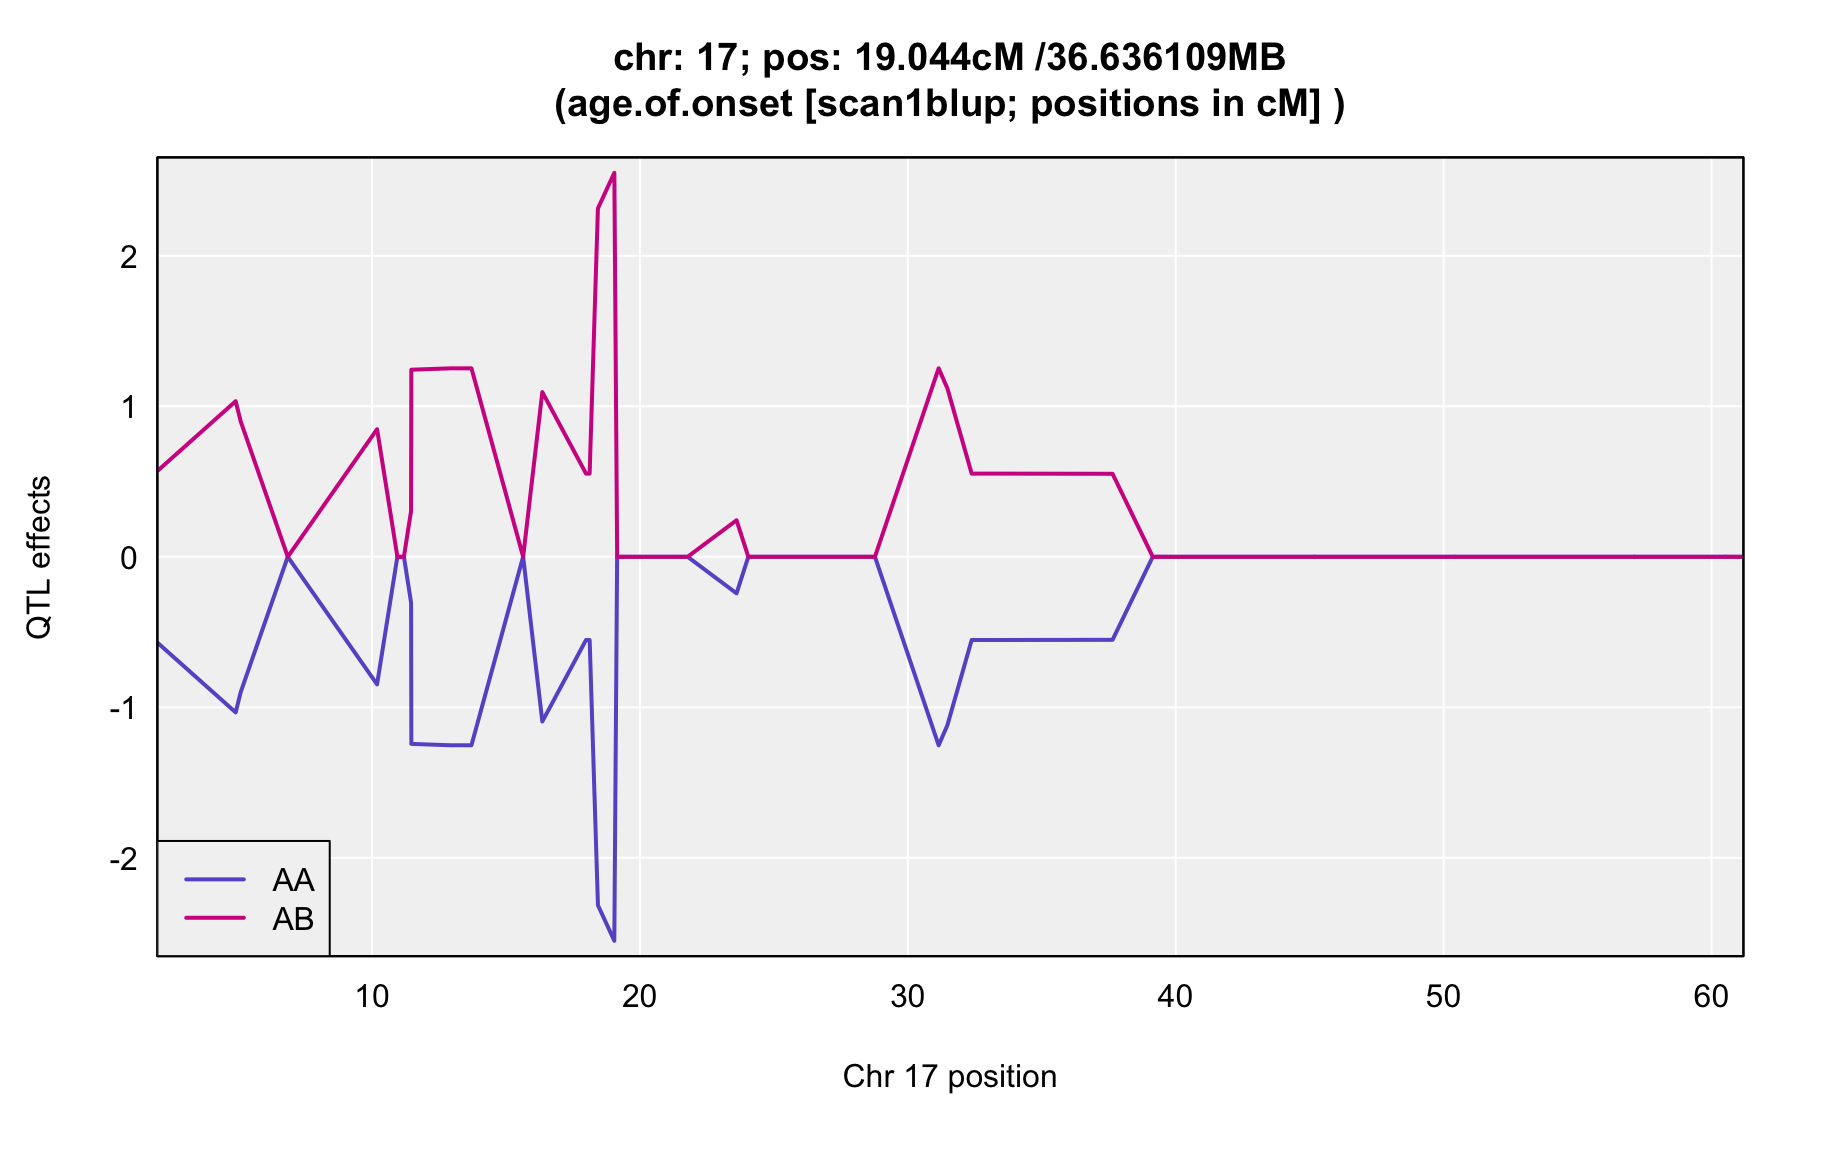 chr: 17; pos: 19.044cM /36.636109MB
(age.of.onset [scan1blup; positions in cM] )
QTL effects
2
1
0
-1
-2
AA
AB
10 20 30 40 50 60
Chr 17 position